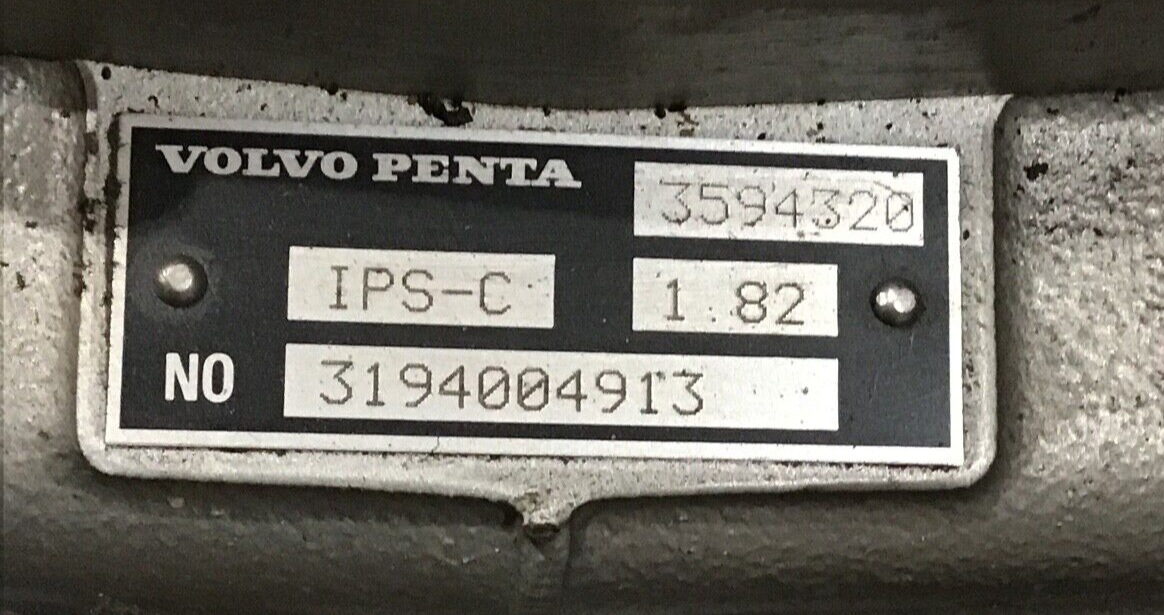 VOLVO PENTA 3594320
IPS-C 1.82
NO 3194004913